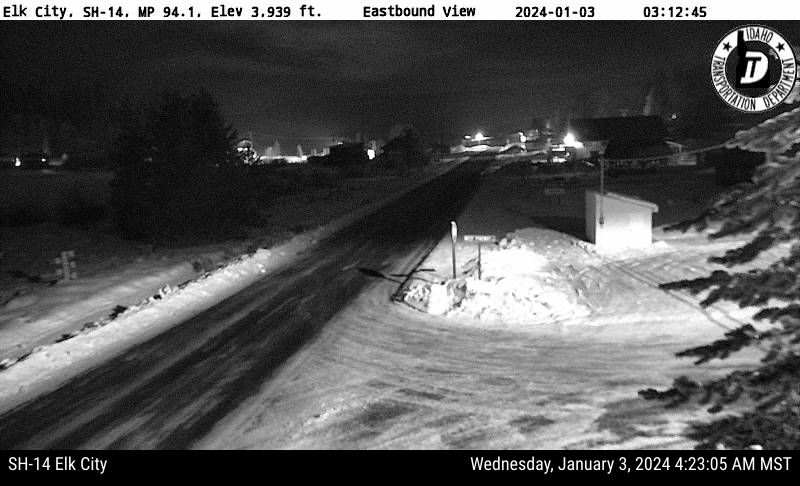 Elk City, SH-14, MP 94.1, Elev 3,939 ft. Eastbound View 2024-01-03 03:12:45
IDAHO
TRANSPORTATION DEPARTMENT
SH-14 Elk City Wednesday, January 3, 2024 4:23:05 AM MST